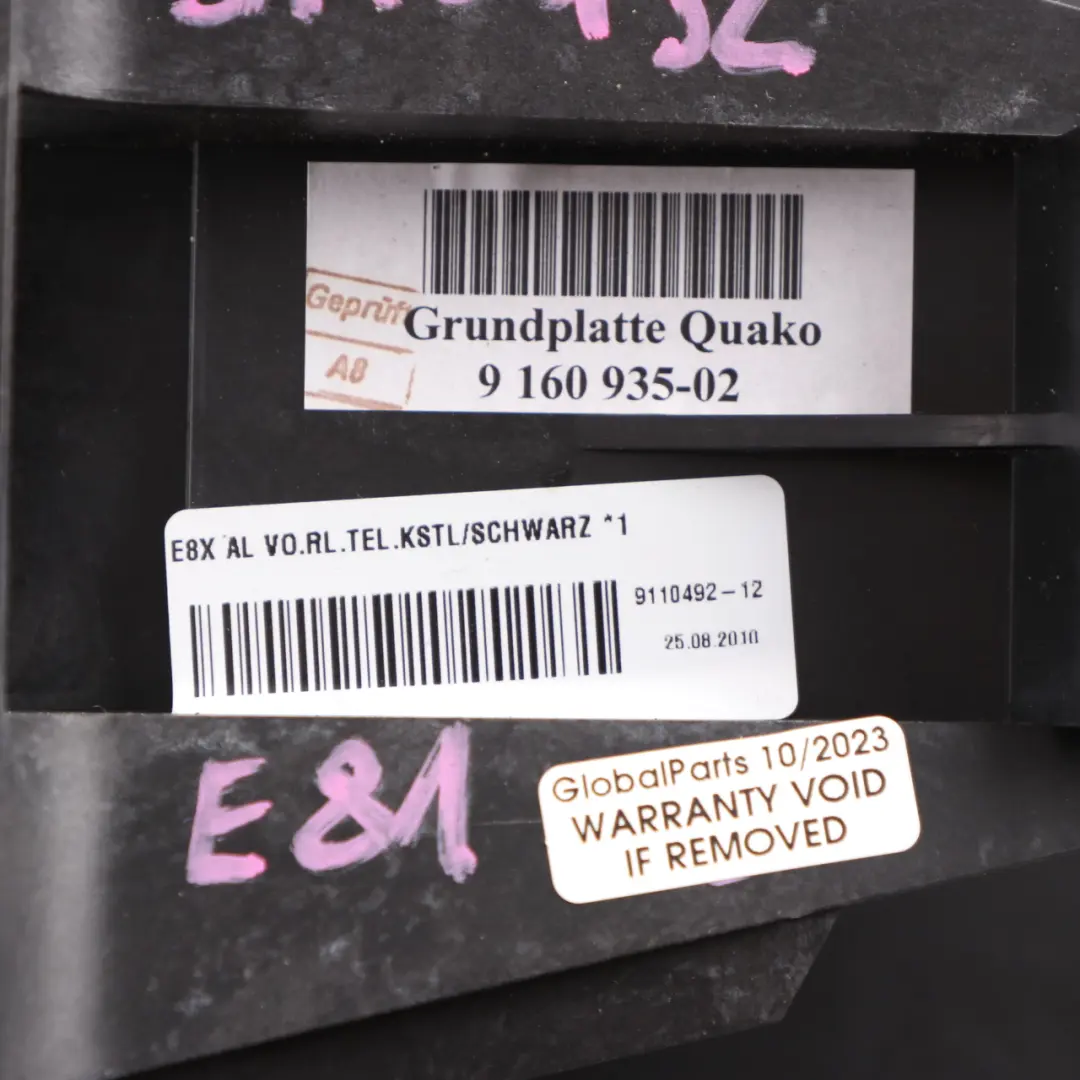 Geprüft
A8
Grundplatte Quako
9 160 935-02
E8X AL VO.RL.TEL.KSTL/SCHWARZ *1
9110492-12
25.08.2010
E81
GlobalParts 10/2023
WARRANTY VOID
IF REMOVED